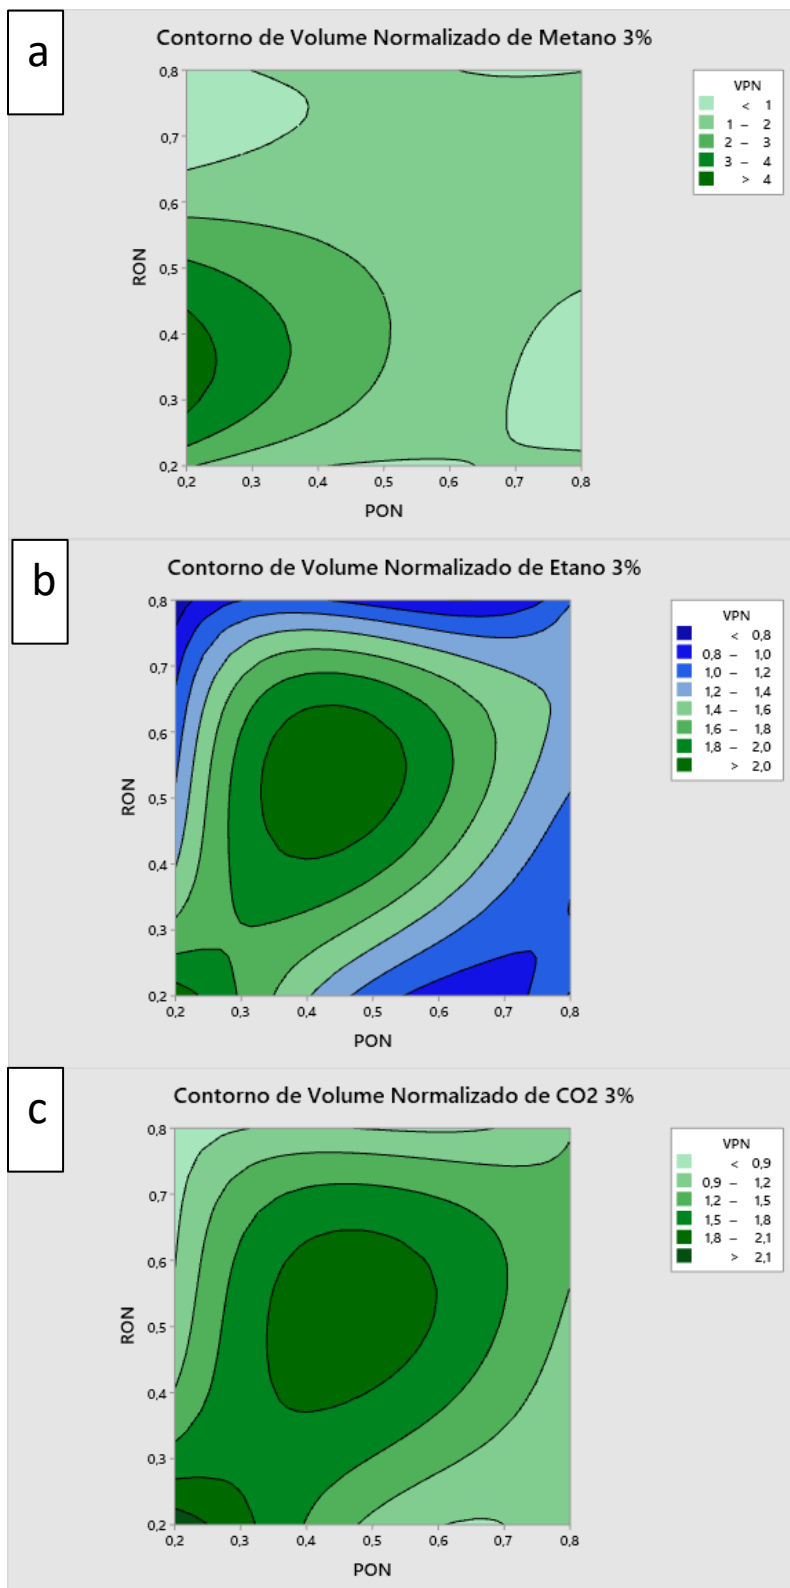 a
Contorno de Volume Normalizado de Metano 3%
VPN
< 1
1 – 2
2 – 3
3 – 4
> 4
0,8
0,7
0,6
0,5
0,4
0,3
0,2
RON
0,2 0,3 0,4 0,5 0,6 0,7 0,8
PON
b
Contorno de Volume Normalizado de Etano 3%
VPN
< 0,8
0,8 – 1,0
1,0 – 1,2
1,2 – 1,4
1,4 – 1,6
1,6 – 1,8
1,8 – 2,0
> 2,0
0,8
0,7
0,6
0,5
0,4
0,3
0,2
RON
0,2 0,3 0,4 0,5 0,6 0,7 0,8
PON
c
Contorno de Volume Normalizado de CO2 3%
VPN
< 0,9
0,9 – 1,2
1,2 – 1,5
1,5 – 1,8
1,8 – 2,1
> 2,1
0,8
0,7
0,6
0,5
0,4
0,3
0,2
RON
0,2 0,3 0,4 0,5 0,6 0,7 0,8
PON